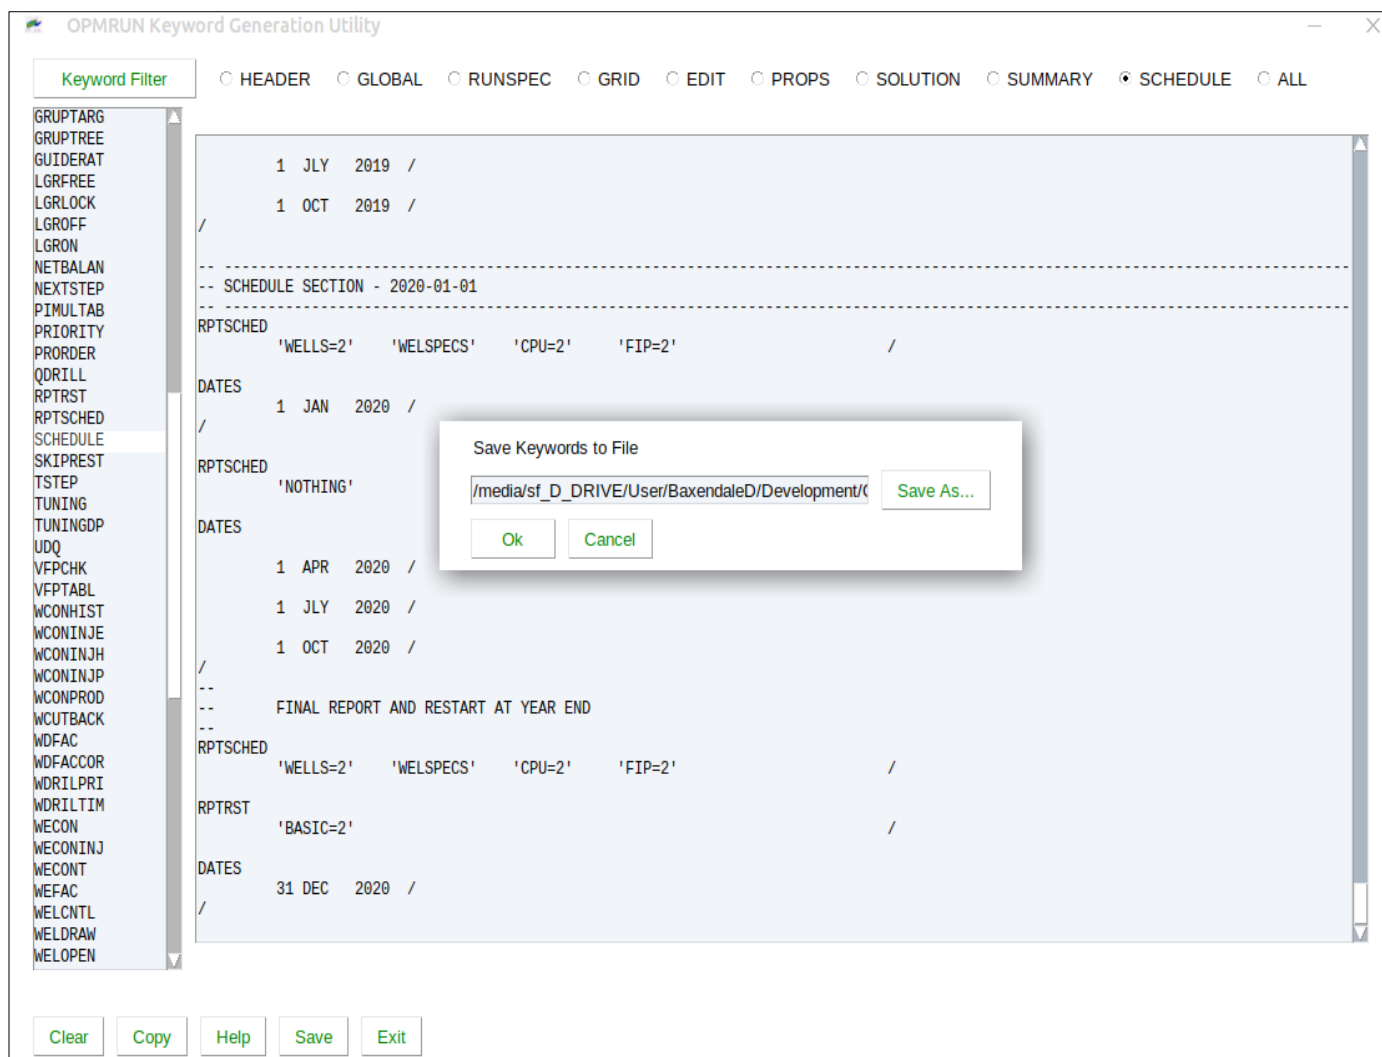 OPMRUN Keyword Generation Utility
Keyword Filter
HEADER GLOBAL RUNSPEC GRID EDIT PROPS SOLUTION SUMMARY SCHEDULE ALL
GRUPTARG
GRUPTREE
GUIDERAT
LGRFREE
LGRLOCK
LGROFF
LGRON
NETBALAN
NEXTSTEP
PIMULTAB
PRIORITY
PRORDER
QDRILL
RPTRST
RPTSCHED
SCHEDULE
SKIPREST
TSTEP
TUNING
TUNINGDP
UDQ
VFPCHK
VFPTABL
WCONHIST
WCONINJE
WCONINJH
WCONINJP
WCONPROD
WCUTBACK
WDFAC
WDFACCOR
WDRILPRI
WDRILTIM
WECON
WECONINJ
WECONT
WEFAC
WELCNTL
WELDRAW
WELOPEN
1 JLY 2019 /
1 OCT 2019 /
/
-- --------------------------------------------------------------------------------------------------------------------------------
-- SCHEDULE SECTION - 2020-01-01
-- --------------------------------------------------------------------------------------------------------------------------------
RPTSCHED
'WELLS=2' 'WELSPECS' 'CPU=2' 'FIP=2' /
DATES
1 JAN 2020 /
/
RPTSCHED
'NOTHING'
DATES
1 APR 2020 /
1 JLY 2020 /
1 OCT 2020 /
/
--
-- FINAL REPORT AND RESTART AT YEAR END
--
RPTSCHED
'WELLS=2' 'WELSPECS' 'CPU=2' 'FIP=2' /
RPTRST
'BASIC=2' /
DATES
31 DEC 2020 /
/
Save Keywords to File
/media/sf_D_DRIVE/User/BaxendaleD/Development/
Save As...
Ok Cancel
Clear Copy Help Save Exit